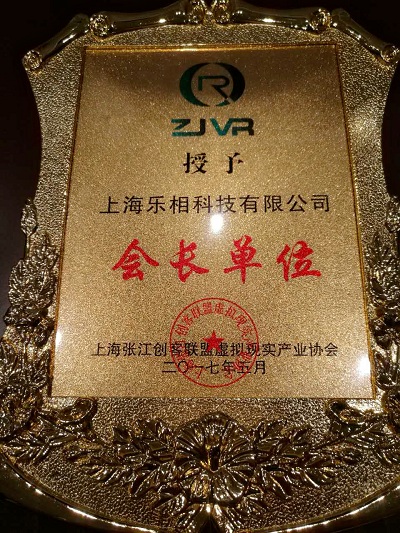 ZJVR
授予
上海乐相科技有限公司
会长单位
上海张江创客联盟虚拟现实产业协会
二〇一七年五月